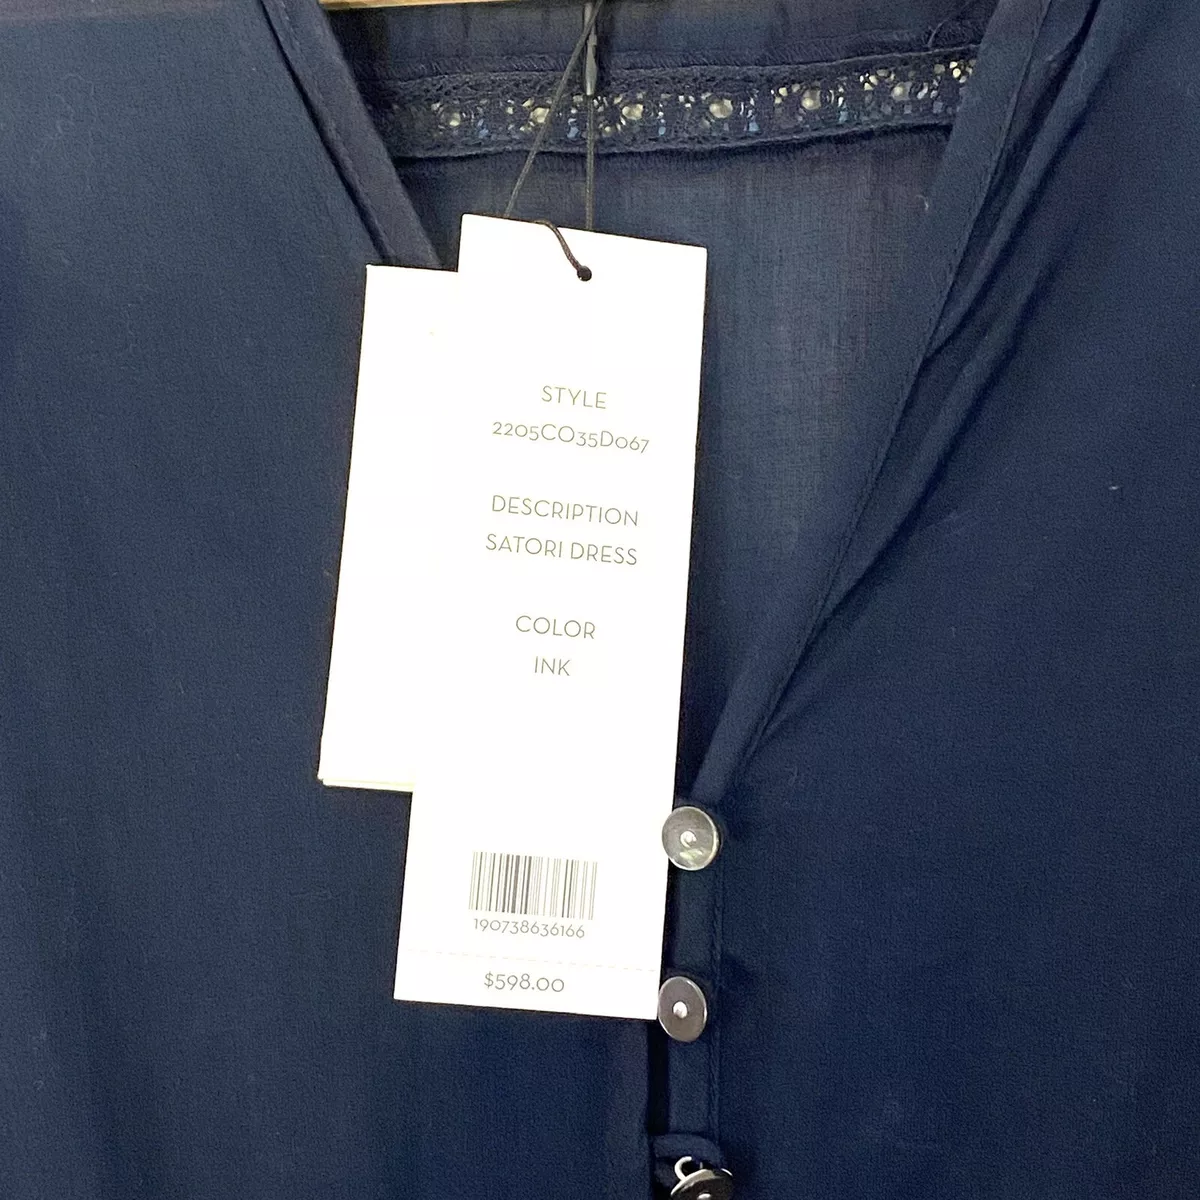 STYLE
2205CO35D067
DESCRIPTION
SATORI DRESS
COLOR
INK
190738636166
$598.00